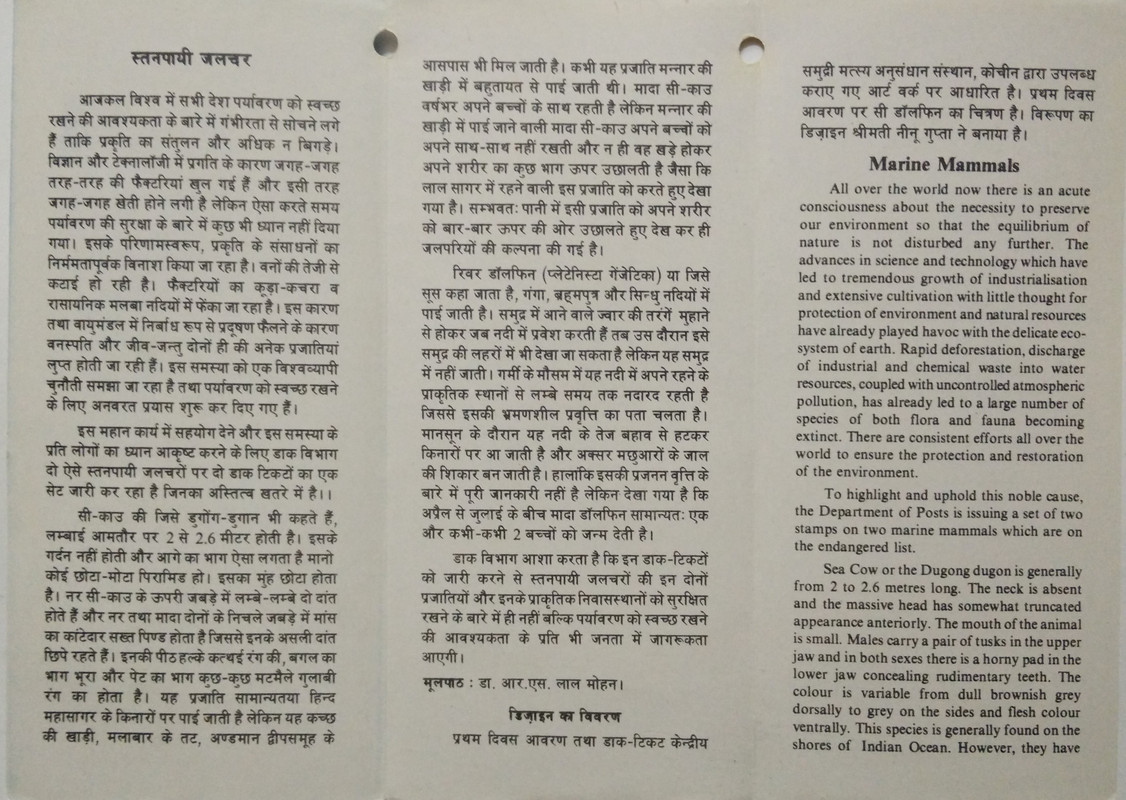 स्तनपायी जलचर
आजकल विश्व में सभी देश पर्यावरण को स्वच्छ
रखने की आवश्यकता के बारे में गंभीरता से सोचने लगे
हैं ताकि प्रकृति का संतुलन और अधिक न बिगड़े।
विज्ञान और टेक्नालॉजी में प्रगति के कारण जगह-जगह
तरह-तरह की फैक्टरियां खुल गई हैं और इसी तरह
जगह-जगह खेती होने लगी है लेकिन ऐसा करते समय
पर्यावरण की सुरक्षा के बारे में कुछ भी ध्यान नहीं दिया
गया। इसके परिणामस्वरूप, प्रकृति के संसाधनों का
निर्ममतापूर्वक विनाश किया जा रहा है। वनों की तेजी से
कटाई हो रही है। फैक्टरियों का कूड़ा-कचरा व
रासायनिक मलबा नदियों में फेंका जा रहा है। इस कारण
तथा वायुमंडल में निर्बाध रूप से प्रदूषण फैलने के कारण
वनस्पति और जीव-जन्तु दोनों ही की अनेक प्रजातियां
लुप्त होती जा रही हैं। इस समस्या को एक विश्वव्यापी
चुनौती समझा जा रहा है तथा पर्यावरण को स्वच्छ रखने
के लिए अनवरत प्रयास शुरू कर दिए गए हैं।
इस महान कार्य में सहयोग देने और इस समस्या के
प्रति लोगों का ध्यान आकृष्ट करने के लिए डाक विभाग
दो ऐसे स्तनपायी जलचरों पर दो डाक टिकटों का एक
सेट जारी कर रहा है जिनका अस्तित्व खतरे में है।।
सी-काउ की जिसे डुगोंग-डुगान भी कहते हैं,
लम्बाई आमतौर पर 2 से 2.6 मीटर होती है। इसके
गर्दन नहीं होती और आगे का भाग ऐसा लगता है मानो
कोई छोटा-मोटा पिरामिड हो। इसका मुंह छोटा होता
है। नर सी-काउ के ऊपरी जबड़े में लम्बे-लम्बे दो दांत
होते हैं और नर तथा मादा दोनों के निचले जबड़े में मांस
का कांटेदार सख्त पिण्ड होता है जिससे इनके असली दांत
छिपे रहते हैं। इनकी पीठ हल्के कत्थई रंग की, बगल का
भाग भूरा और पेट का भाग कुछ-कुछ मटमैले गुलाबी
रंग का होता है। यह प्रजाति सामान्यतया हिन्द
महासागर के किनारों पर पाई जाती है लेकिन यह कच्छ
की खाड़ी, मलाबार के तट, अण्डमान द्वीपसमूह के
आसपास भी मिल जाती है। कभी यह प्रजाति मन्नार की
खाड़ी में बहुतायत से पाई जाती थी। मादा सी-काउ
वर्षभर अपने बच्चों के साथ रहती है लेकिन मन्नार की
खाड़ी में पाई जाने वाली मादा सी-काउ अपने बच्चों को
अपने साथ-साथ नहीं रखती और न ही वह खड़े होकर
अपने शरीर का कुछ भाग ऊपर उछालती है जैसा कि
लाल सागर में रहने वाली इस प्रजाति को करते हुए देखा
गया है। सम्भवतः पानी में इसी प्रजाति को अपने शरीर
को बार-बार ऊपर की ओर उछालते हुए देख कर ही
जलपरियों की कल्पना की गई है।
रिवर डॉलफिन (प्लेटेनिस्टा गेंजेटिका) या जिसे
सूस कहा जाता है, गंगा, ब्रह्मपुत्र और सिन्धु नदियों में
पाई जाती है। समुद्र में आने वाले ज्वार की तरंगें मुहाने
से होकर जब नदी में प्रवेश करती हैं तब उस दौरान इसे
समुद्र की लहरों में भी देखा जा सकता है लेकिन यह समुद्र
में नहीं जाती। गर्मी के मौसम में यह नदी में अपने रहने के
प्राकृतिक स्थानों से लम्बे समय तक नदारद रहती है
जिससे इसकी भ्रमणशील प्रवृत्ति का पता चलता है।
मानसून के दौरान यह नदी के तेज बहाव से हटकर
किनारों पर आ जाती है और अक्सर मछुआरों के जाल
की शिकार बन जाती है। हालांकि इसकी प्रजनन वृत्ति के
बारे में पूरी जानकारी नहीं है लेकिन देखा गया है कि
अप्रैल से जुलाई के बीच मादा डॉलफिन सामान्यतः एक
और कभी-कभी 2 बच्चों को जन्म देती है।
डाक विभाग आशा करता है कि इन डाक-टिकटों
को जारी करने से स्तनपायी जलचरों की इन दोनों
प्रजातियों और इनके प्राकृतिक निवासस्थानों को सुरक्षित
रखने के बारे में ही नहीं बल्कि पर्यावरण को स्वच्छ रखने
की आवश्यकता के प्रति भी जनता में जागरूकता
आएगी।
मूलपाठ : डा. आर.एस. लाल मोहन।
डिज़ाइन का विवरण
प्रथम दिवस आवरण तथा डाक-टिकट केन्द्रीय
समुद्री मत्स्य अनुसंधान संस्थान, कोचीन द्वारा उपलब्ध
कराए गए आर्ट वर्क पर आधारित है। प्रथम दिवस
आवरण पर सी डॉलफिन का चित्रण है। विरूपण का
डिज़ाइन श्रीमती नीनू गुप्ता ने बनाया है।
Marine Mammals
All over the world now there is an acute
consciousness about the necessity to preserve
our environment so that the equilibrium of
nature is not disturbed any further. The
advances in science and technology which have
led to tremendous growth of industrialisation
and extensive cultivation with little thought for
protection of environment and natural resources
have already played havoc with the delicate eco-
system of earth. Rapid deforestation, discharge
of industrial and chemical waste into water
resources, coupled with uncontrolled atmospheric
pollution, has already led to a large number of
species of both flora and fauna becoming
extinct. There are consistent efforts all over the
world to ensure the protection and restoration
of the environment.
To highlight and uphold this noble cause,
the Department of Posts is issuing a set of two
stamps on two marine mammals which are on
the endangered list.
Sea Cow or the Dugong dugon is generally
from 2 to 2.6 metres long. The neck is absent
and the massive head has somewhat truncated
appearance anteriorly. The mouth of the animal
is small. Males carry a pair of tusks in the upper
jaw and in both sexes there is a horny pad in the
lower jaw concealing rudimentary teeth. The
colour is variable from dull brownish grey
dorsally to grey on the sides and flesh colour
ventrally. This species is generally found on the
shores of Indian Ocean. However, they have